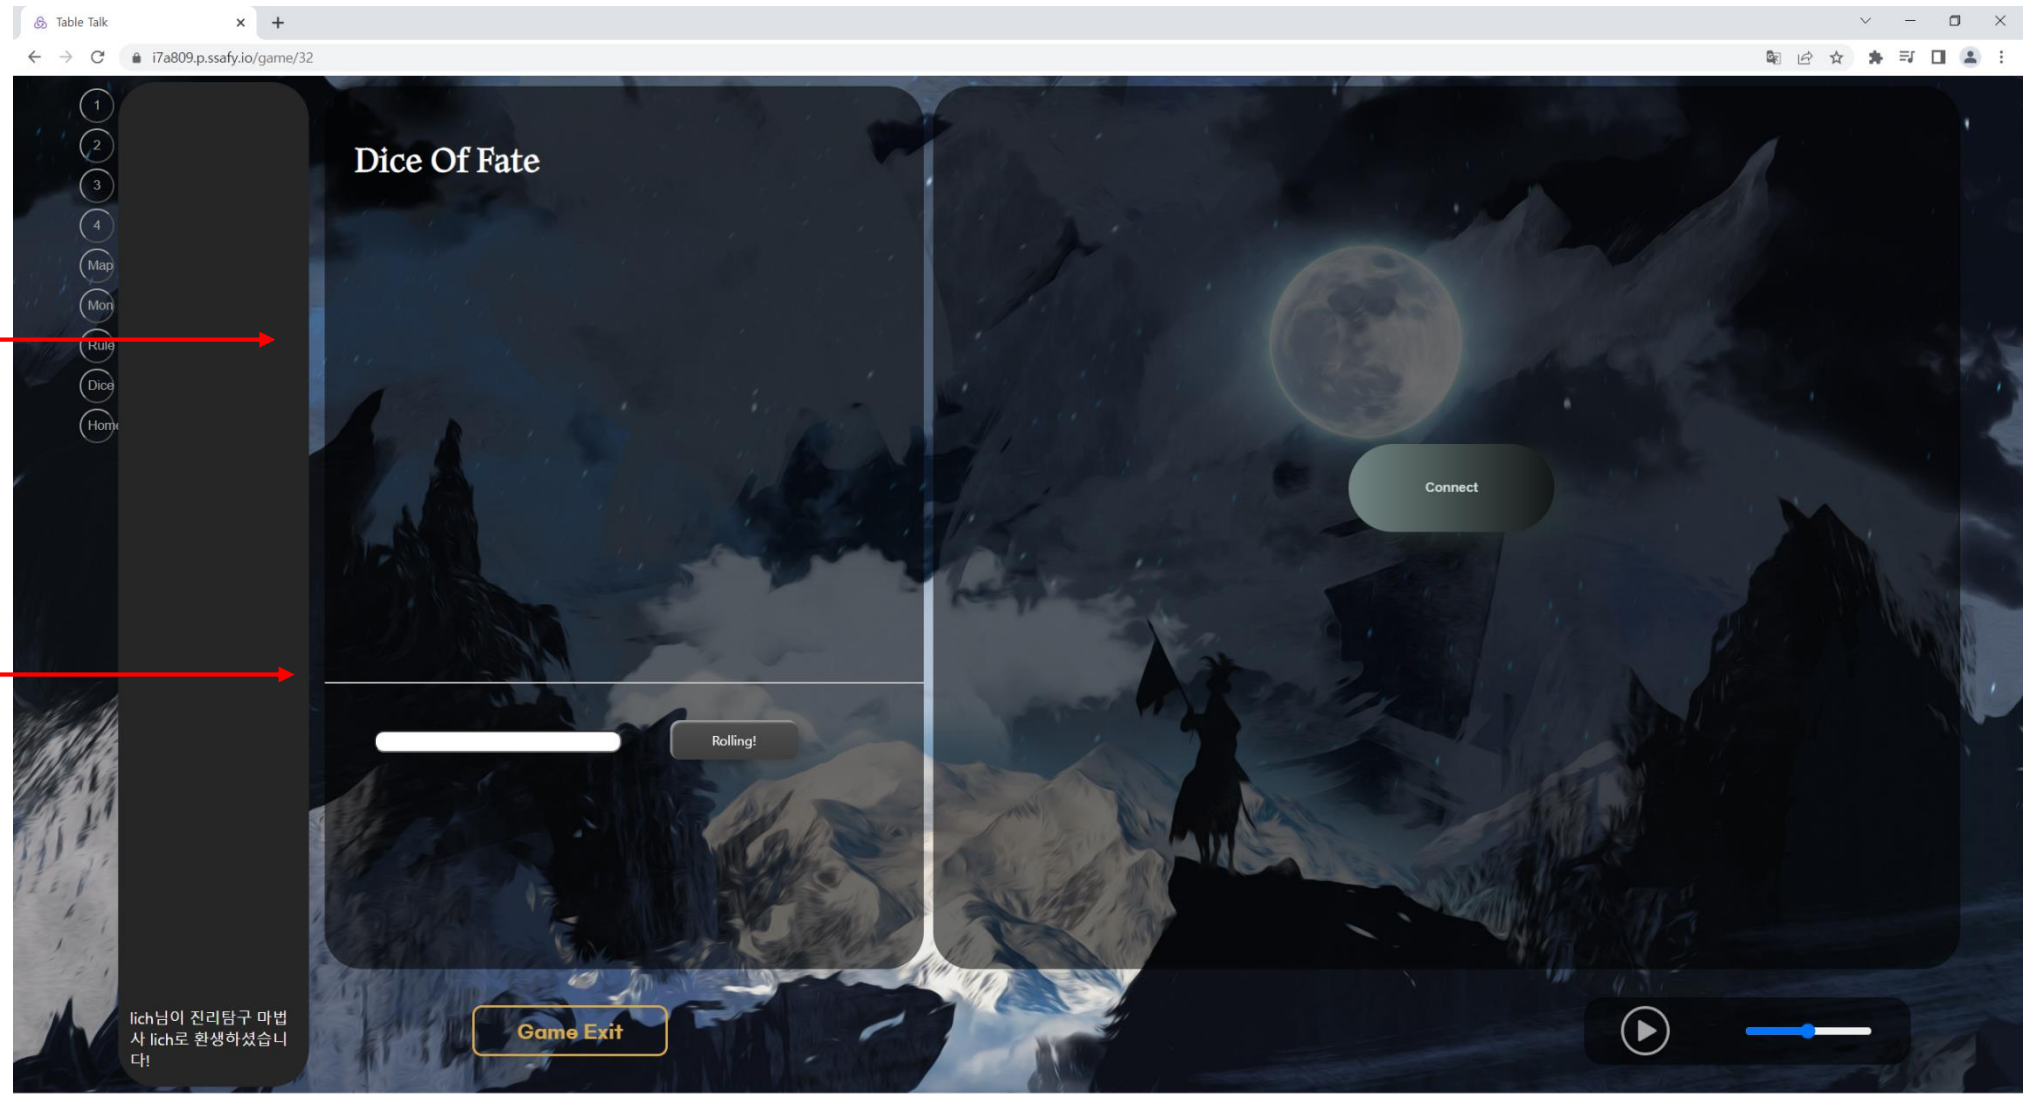 Table Talk
i7a809.p.ssafy.io/game/32
1
2
3
4
Map
Mon
Rule
Dice
Home
Dice Of Fate
Connect
Rolling!
lich님이 진리탐구 마법
사 lich로 환생하셨습니
다!
Game Exit